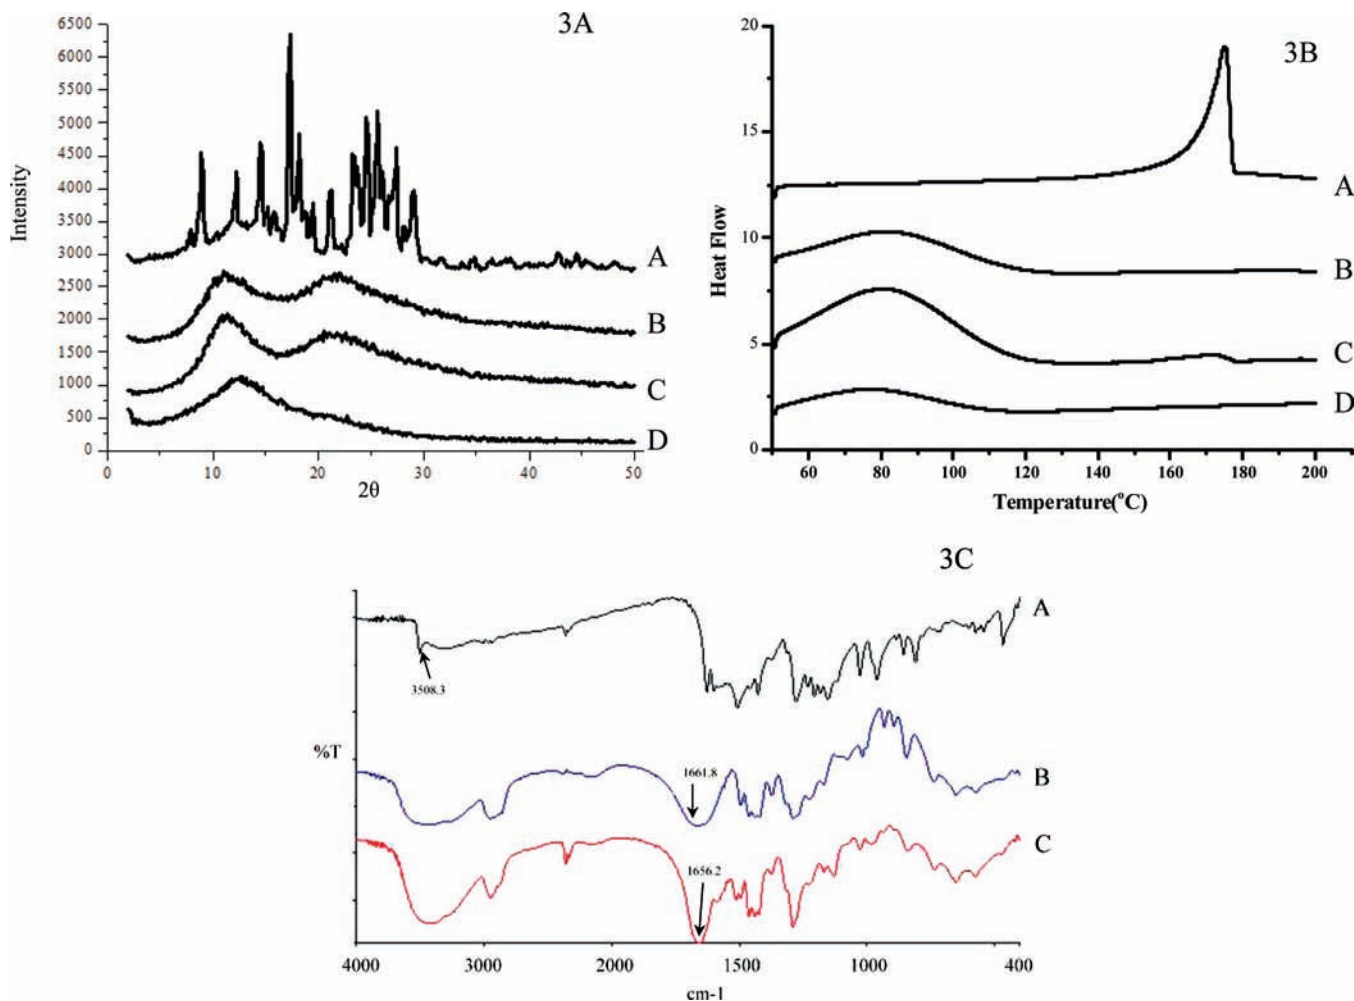 3A
6500
6000
5500
5000
4500
4000
3500
3000
2500
2000
1500
1000
500
0
Intensity
A
B
C
D
0 10 20 30 40 50
2θ
3B
20
15
10
5
0
Heat Flow
A
B
C
D
60 80 100 120 140 160 180 200
Temperature(°C)
3C
A
3508.3
%T
1661.8
B
1656.2
C
4000 3000 2000 1500 1000 400
cm-1